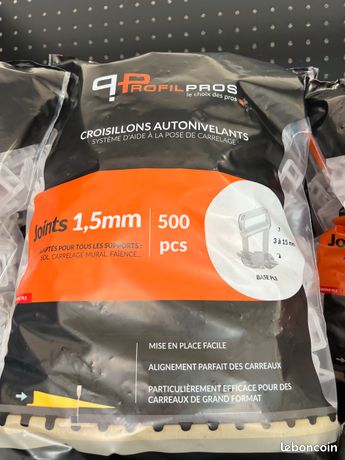 PROFILPROS
le choix des pros
CROISILLONS AUTONIVELANTS
SYSTÈME D'AIDE À LA POSE DE CARRELAGE
Joints 1,5mm
500
pcs
ADAPTÉS POUR TOUS LES SUPPORTS :
SOL, CARRELAGE MURAL, FAÏENCE...
3 à 15 mm
BASE PLS
MISE EN PLACE FACILE
ALIGNEMENT PARFAIT DES CARREAUX
PARTICULIÈREMENT EFFICACE POUR DES
CARREAUX DE GRAND FORMAT
leboncoin